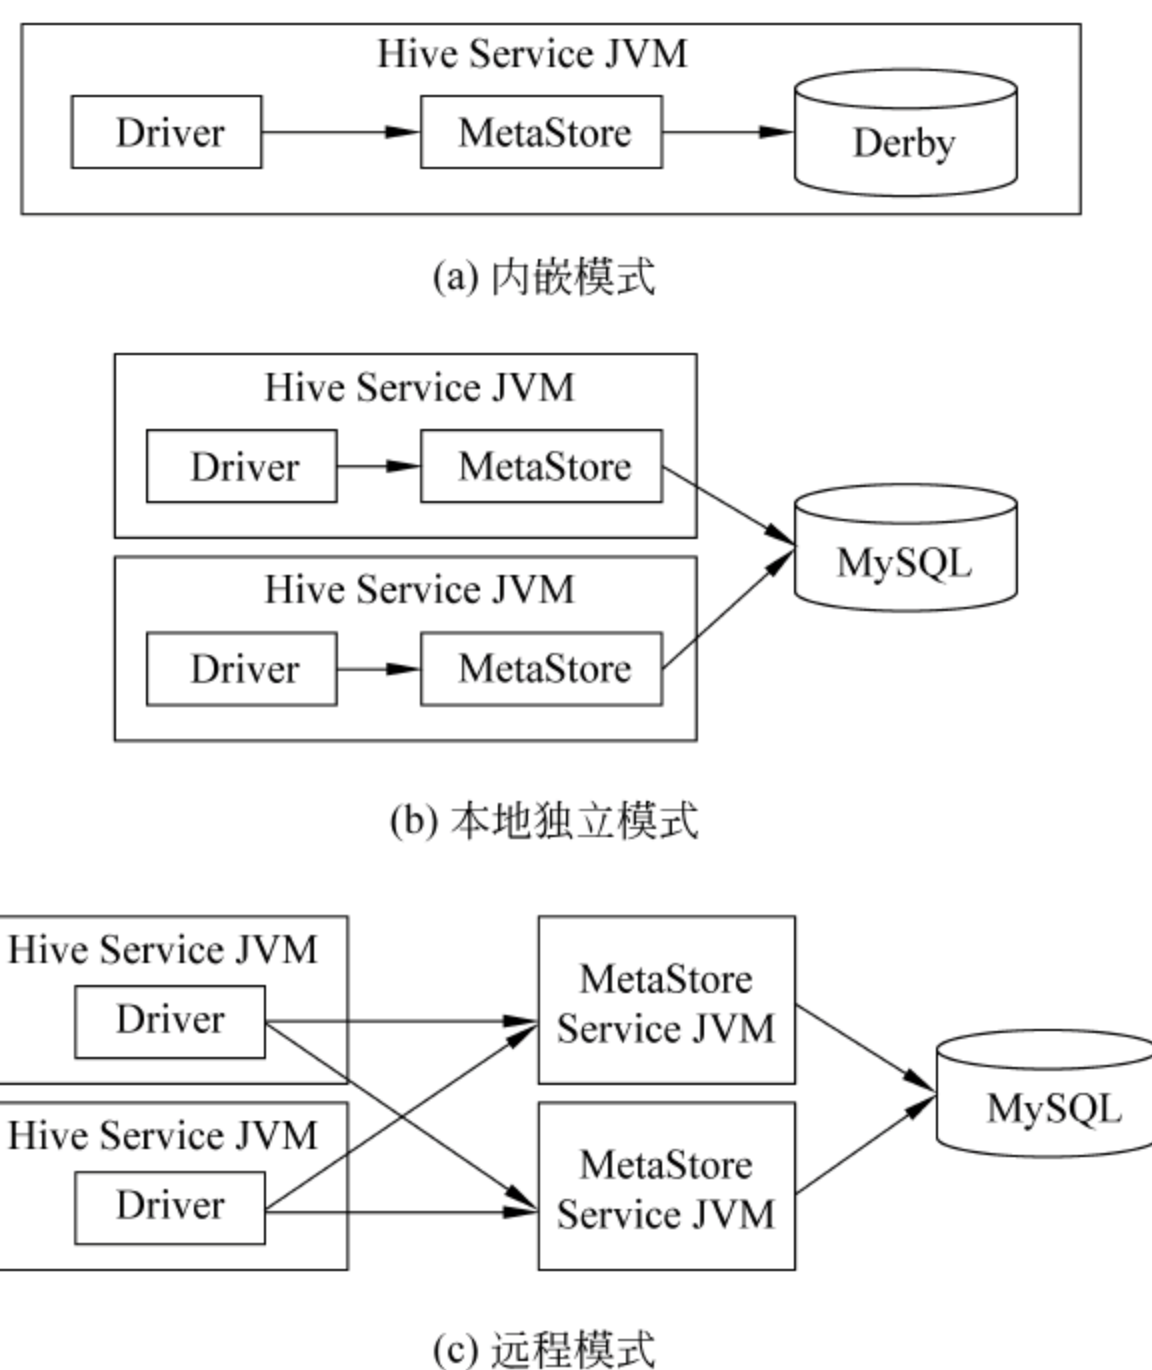 Hive Service JVM
Driver
MetaStore
Derby
(a) 内嵌模式
Hive Service JVM
Driver
MetaStore
Hive Service JVM
Driver
MetaStore
MySQL
(b) 本地独立模式
Hive Service JVM
Driver
Hive Service JVM
Driver
MetaStore
Service JVM
MetaStore
Service JVM
MySQL
(c) 远程模式